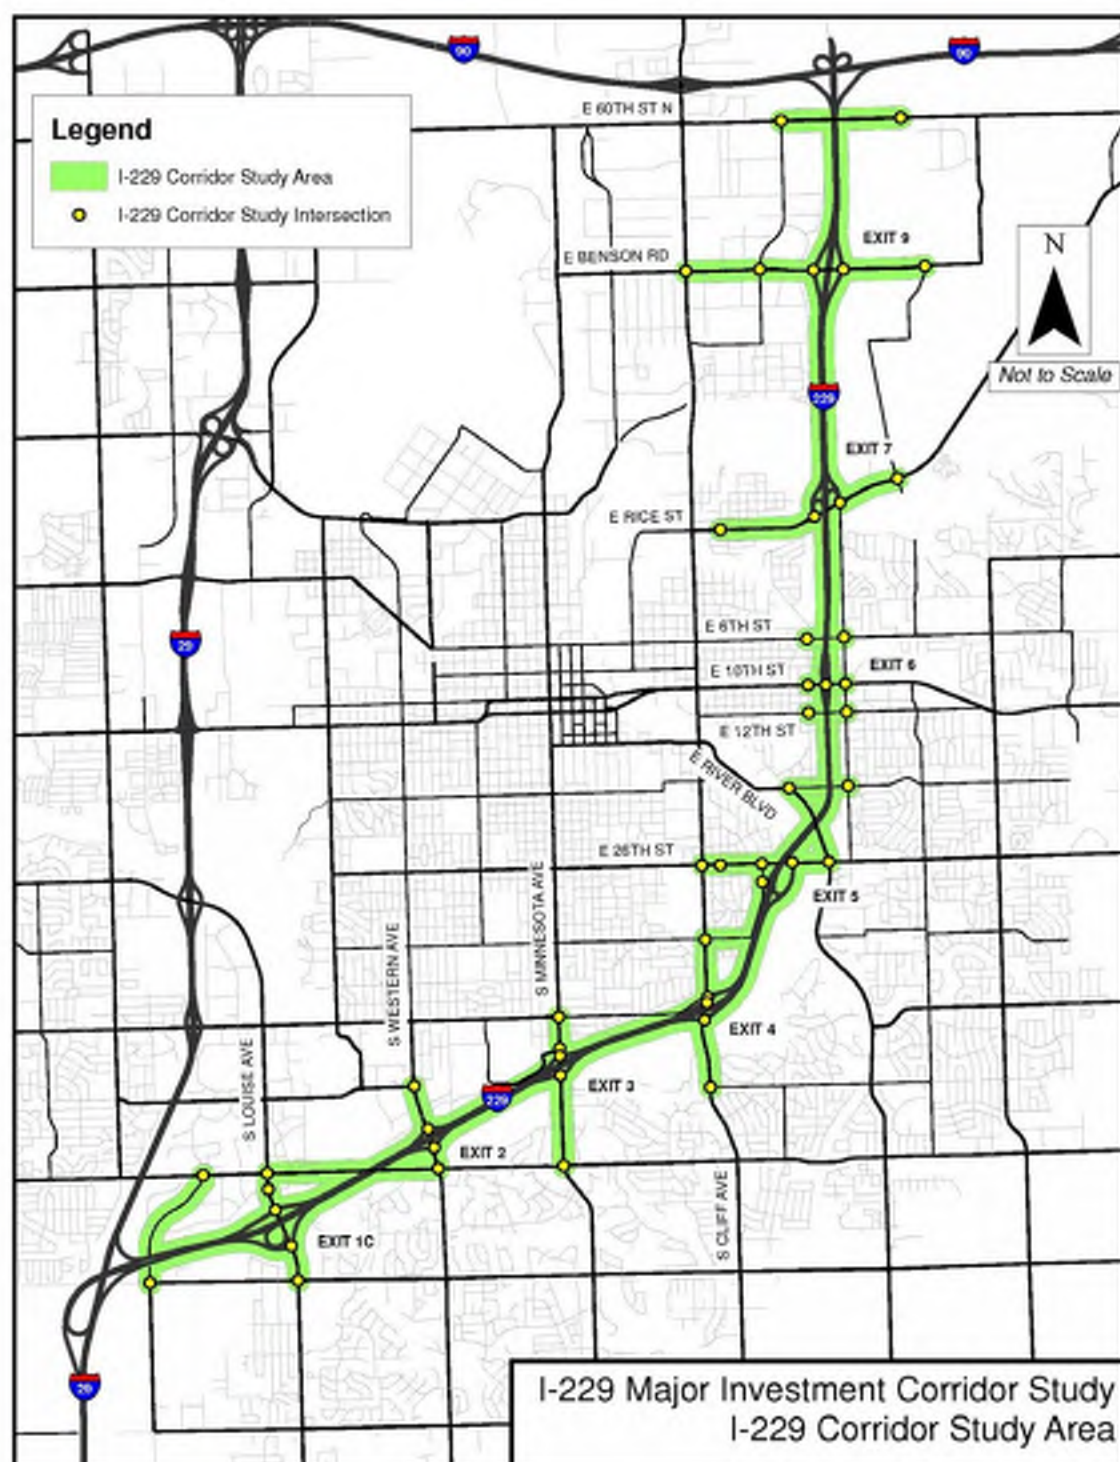 90
90
E 60TH ST N
Legend
I-229 Corridor Study Area
I-229 Corridor Study Intersection
EXIT 9
N
E BENSON RD
Not to Scale
229
EXIT 7
E RICE ST
29
E 6TH ST
EXIT 6
E 10TH ST
E 12TH ST
E RIVER BLVD
E 26TH ST
EXIT 5
S MINNESOTA AVE
S WESTERN AVE
EXIT 4
S LOUISE AVE
EXIT 3
229
EXIT 2
S CLIFF AVE
EXIT 1C
29
I-229 Major Investment Corridor Study
I-229 Corridor Study Area